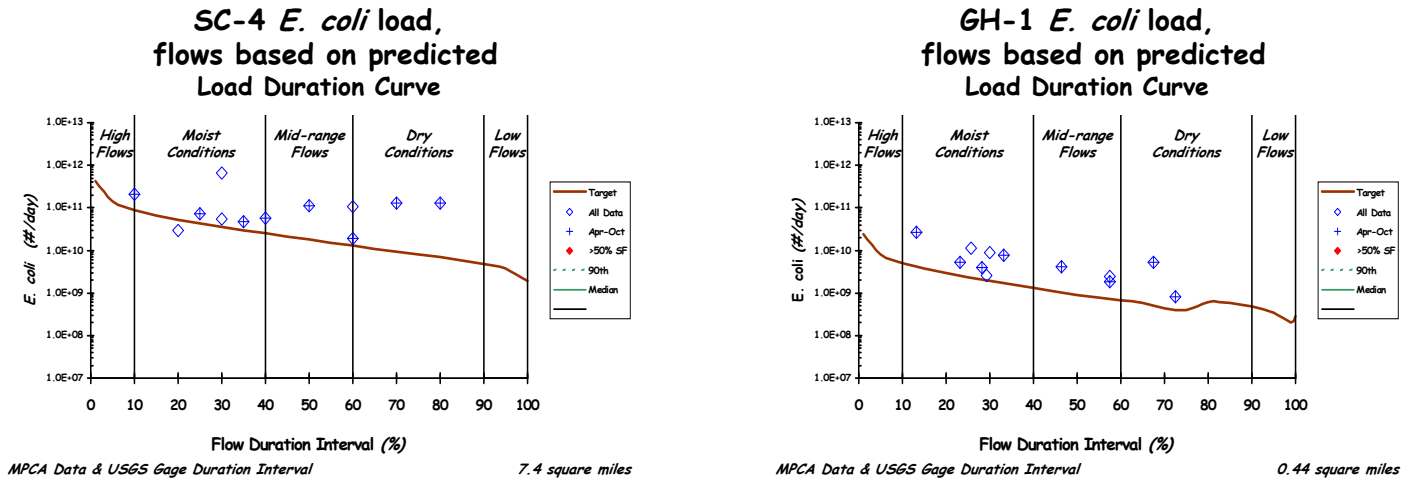 SC-4 E. coli load,
flows based on predicted
Load Duration Curve
1.0E+13
1.0E+12
1.0E+11
1.0E+10
1.0E+09
1.0E+08
1.0E+07
E. coli (#/day)
High
Flows
Moist
Conditions
Mid-range
Flows
Dry
Conditions
Low
Flows
Target
All Data
Apr-Oct
>50% SF
90th
Median
0 10 20 30 40 50 60 70 80 90 100
Flow Duration Interval (%)
MPCA Data & USGS Gage Duration Interval 7.4 square miles
GH-1 E. coli load,
flows based on predicted
Load Duration Curve
1.0E+13
1.0E+12
1.0E+11
1.0E+10
1.0E+09
1.0E+08
1.0E+07
E. coli (#/day)
High
Flows
Moist
Conditions
Mid-range
Flows
Dry
Conditions
Low
Flows
Target
All Data
Apr-Oct
>50% SF
90th
Median
0 10 20 30 40 50 60 70 80 90 100
Flow Duration Interval (%)
MPCA Data & USGS Gage Duration Interval 0.44 square miles